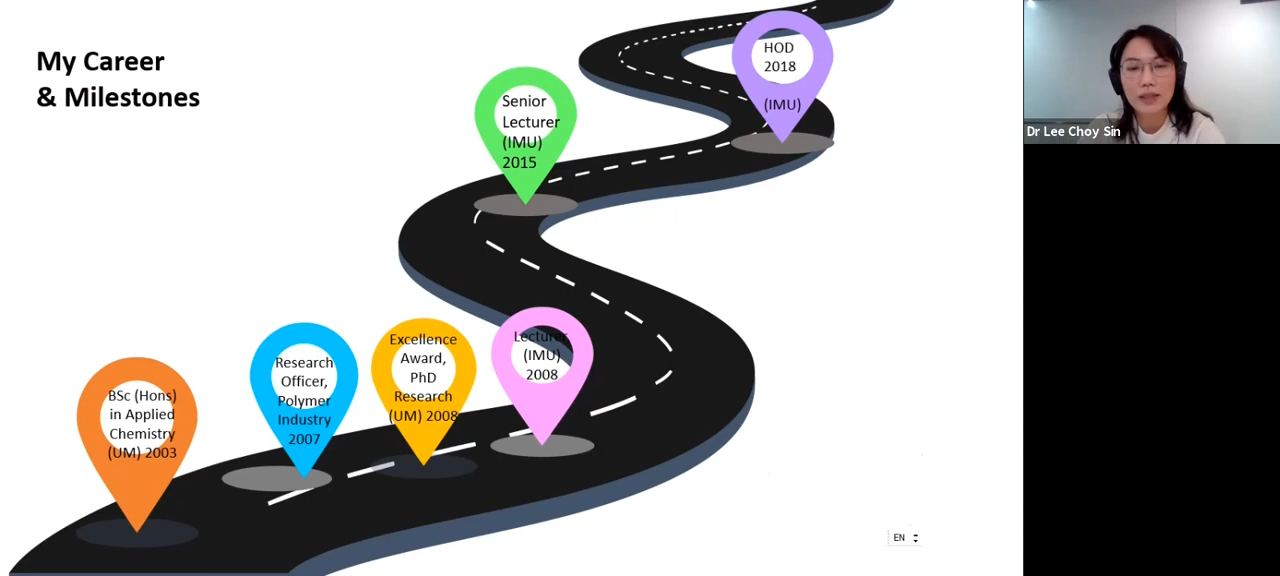 My Career
& Milestones
BSc (Hons)
in Applied
Chemistry
(UM) 2003
Research
Officer,
Polymer
Industry
2007
Excellence
Award,
PhD
Research
(UM) 2008
Lecturer
(IMU)
2008
Senior
Lecturer
(IMU)
2015
HOD
2018
(IMU)
Dr Lee Choy Sin
EN